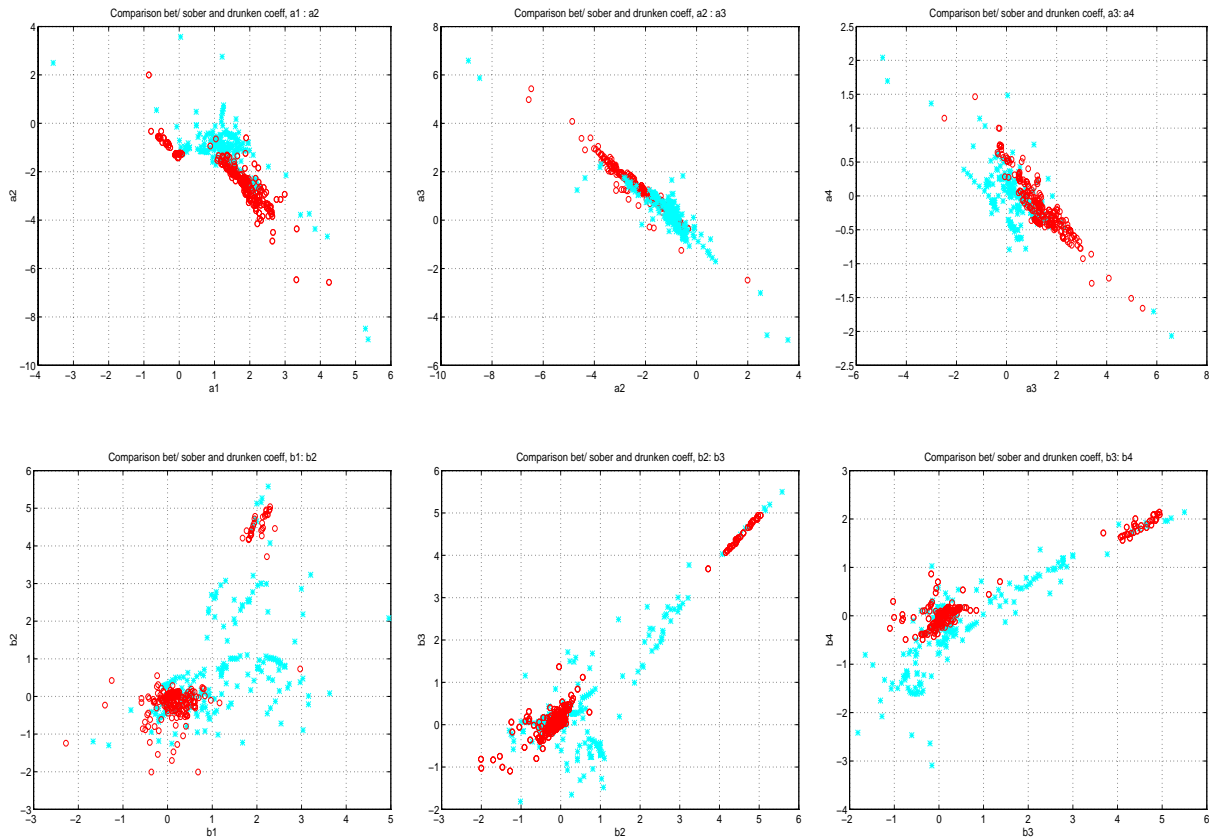 Comparison bet/ sober and drunken coeff, a1 : a2
4
2
0
−2
−4
−6
−8
−10
−4 −3 −2 −1 0 1 2 3 4 5 6
a2
a1
Comparison bet/ sober and drunken coeff, a2 : a3
8
6
4
2
0
−2
−4
−6
−10 −8 −6 −4 −2 0 2 4
a3
a2
Comparison bet/ sober and drunken coeff, a3: a4
2.5
2
1.5
1
0.5
0
−0.5
−1
−1.5
−2
−2.5
−6 −4 −2 0 2 4 6 8
a4
a3
Comparison bet/ sober and drunken coeff, b1: b2
6
5
4
3
2
1
0
−1
−2
−3
−3 −2 −1 0 1 2 3 4 5
b2
b1
Comparison bet/ sober and drunken coeff, b2: b3
6
5
4
3
2
1
0
−1
−2
−3 −2 −1 0 1 2 3 4 5 6
b3
b2
Comparison bet/ sober and drunken coeff, b3: b4
3
2
1
0
−1
−2
−3
−4
−2 −1 0 1 2 3 4 5 6
b4
b3